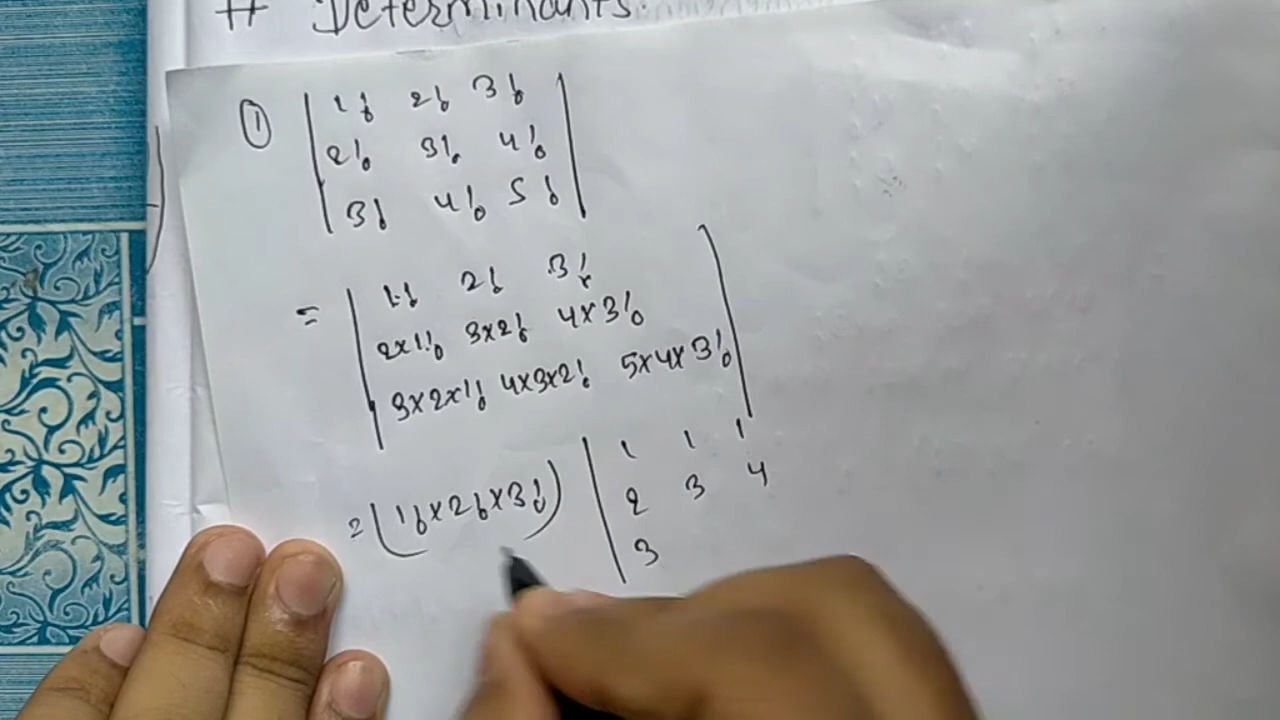 # Determinants.
① | 1! 2! 3! |
| 2! 3! 4! |
| 3! 4! 5! |
= | 1! 2! 3! |
| 2×1! 3×2! 4×3! |
| 3×2×1! 4×3×2! 5×4×3! |
= (1!×2!×3!) | 1 1 1
| 2 3 4
| 3